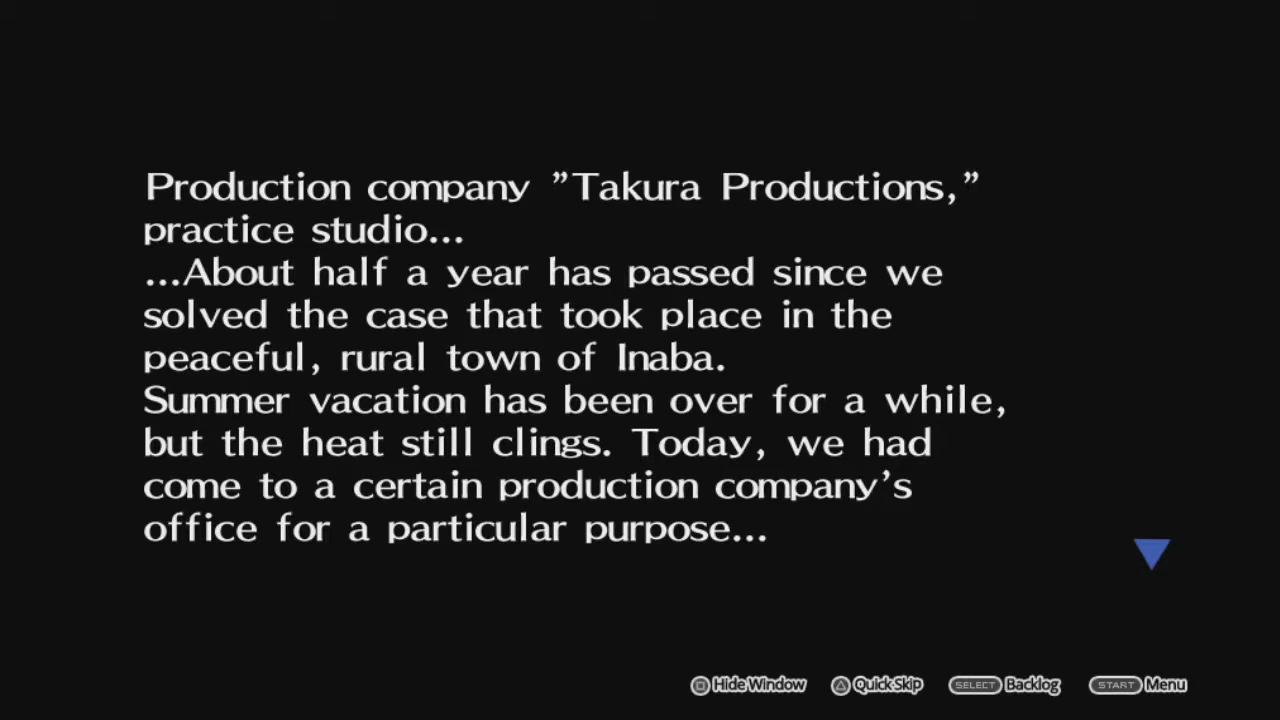 Production company "Takura Productions,"
practice studio...
...About half a year has passed since we
solved the case that took place in the
peaceful, rural town of Inaba.
Summer vacation has been over for a while,
but the heat still clings. Today, we had
come to a certain production company's
office for a particular purpose...
Hide Window Quick Skip SELECT Backlog START Menu